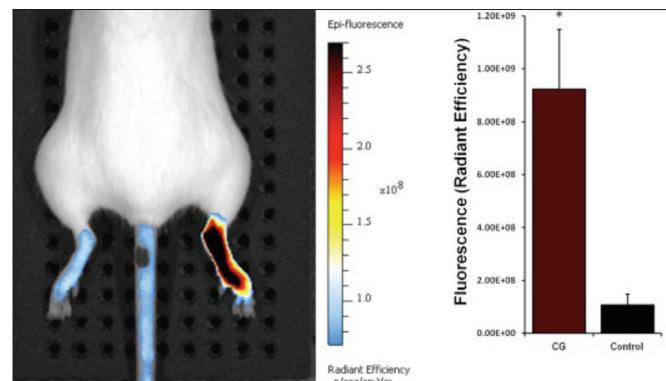 Epi-fluorescence
2.5
2.0
x10⁸
1.5
1.0
Radiant Efficiency
Fluorescence (Radiant Efficiency)
1.20E+09
1.00E+09
8.00E+08
6.00E+08
4.00E+08
2.00E+08
0.00E+00
*
CG
Control